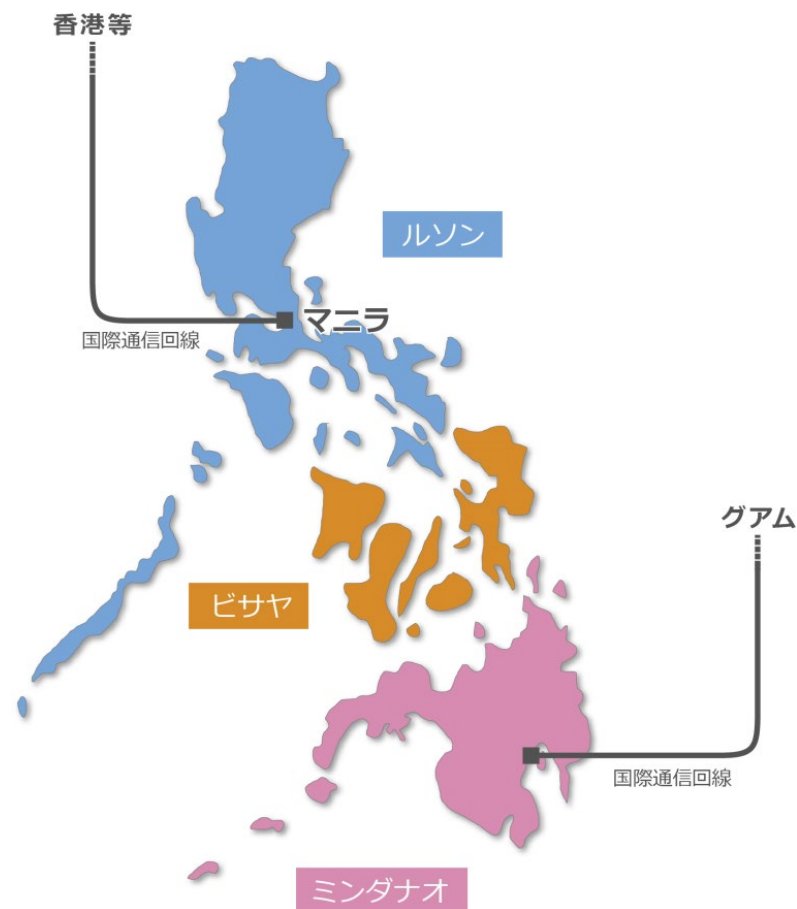 香港等
ルソン
マニラ
国際通信回線
グアム
ビサヤ
国際通信回線
ミンダナオ